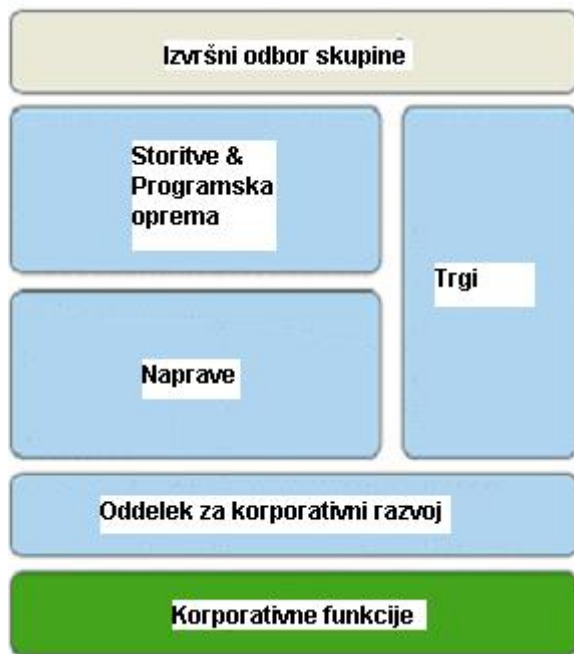 Izvršni odbor skupine
Storitve &
Programska
oprema
Trgi
Naprave
Oddelek za korporativni razvoj
Korporativne funkcije